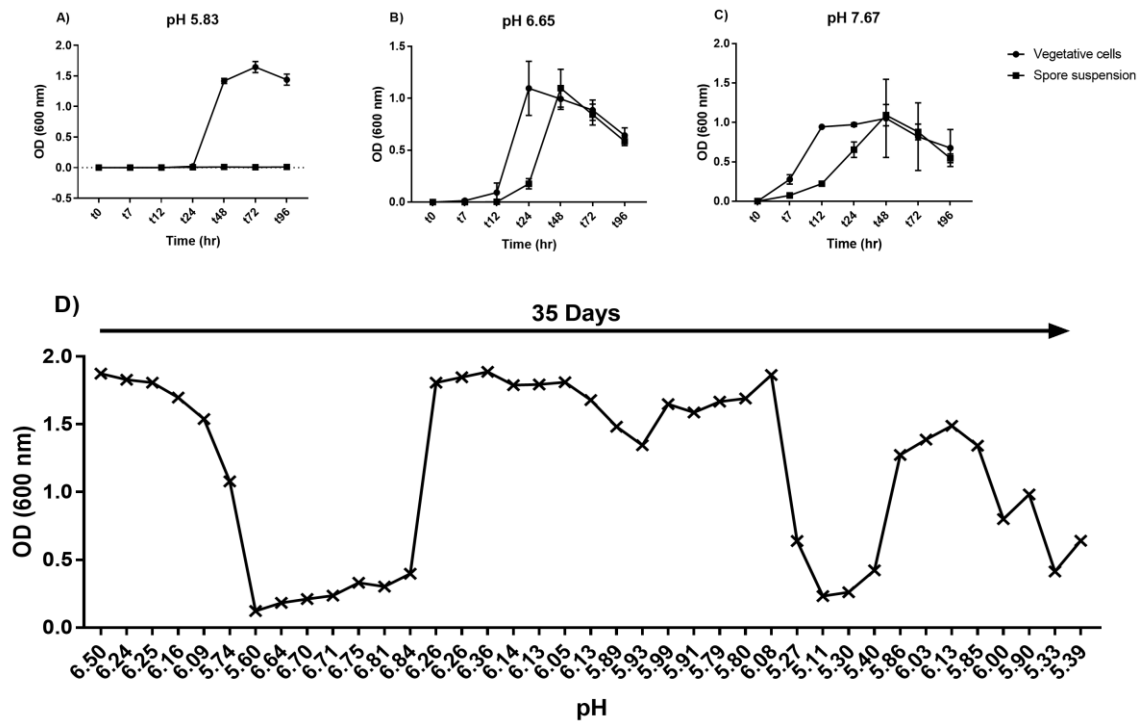 A)
pH 5.83
OD (600 nm)
2.0
1.5
1.0
0.5
0.0
-0.5
t0 t7 t12 t24 t48 t72 t96
Time (hr)
B)
pH 6.65
OD (600 nm)
1.5
1.0
0.5
0.0
t0 t7 t12 t24 t48 t72 t96
Time (hr)
C)
pH 7.67
OD (600 nm)
2.0
1.5
1.0
0.5
0.0
t0 t7 t12 t24 t48 t72 t96
Time (hr)
Vegetative cells
Spore suspension
D)
35 Days
OD (600 nm)
2.0
1.5
1.0
0.5
0.0
6.50 6.24 6.25 6.16 6.09 5.74 5.60 6.64 6.70 6.71 6.75 6.81 6.84 6.26 6.26 6.36 6.14 6.13 6.05 6.13 5.89 5.93 5.99 5.91 5.79 5.80 6.08 5.27 5.11 5.30 5.40 5.86 6.03 6.13 5.85 6.00 5.90 5.33 5.39
pH